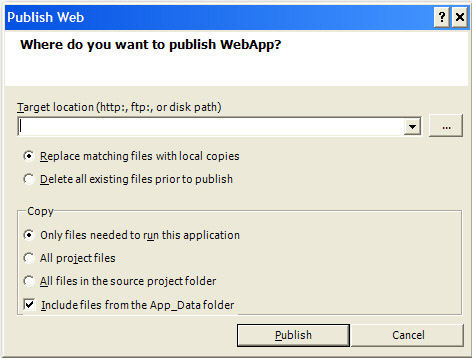 Publish Web
Where do you want to publish WebApp?
Target location (http:, ftp:, or disk path)
...
Replace matching files with local copies
Delete all existing files prior to publish
Copy
Only files needed to run this application
All project files
All files in the source project folder
Include files from the App_Data folder
Publish Cancel